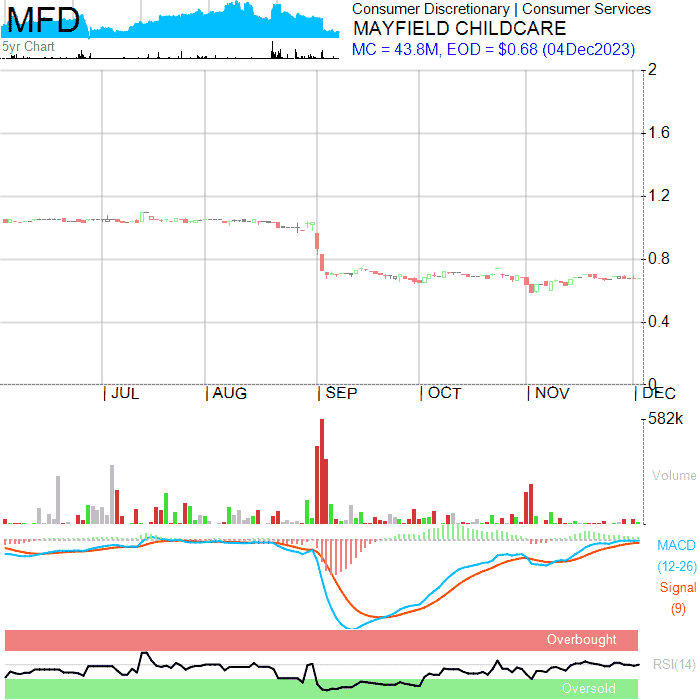 MFD
Consumer Discretionary | Consumer Services
MAYFIELD CHILDCARE
5yr Chart
MC = 43.8M, EOD = $0.68 (04Dec2023)
2
1.6
1.2
0.8
0.4
0
| JUL | AUG | SEP | OCT | NOV | DEC
582k
Volume
MACD
(12-26)
Signal
(9)
Overbought
RSI(14)
Oversold